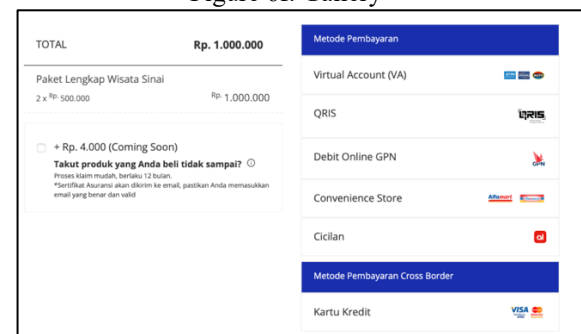 TOTAL Rp. 1.000.000
Paket Lengkap Wisata Sinai
2 x Rp. 500.000 Rp. 1.000.000
+ Rp. 4.000 (Coming Soon)
Takut produk yang Anda beli tidak sampai?
Proses klaim mudah, berlaku 12 bulan.
*Sertifikat Asuransi akan dikirim ke email, pastikan Anda memasukkan
email yang benar dan valid
Metode Pembayaran
Virtual Account (VA)
QRIS QRIS
Debit Online GPN GPN
Convenience Store Alfamart
Cicilan
Metode Pembayaran Cross Border
Kartu Kredit VISA